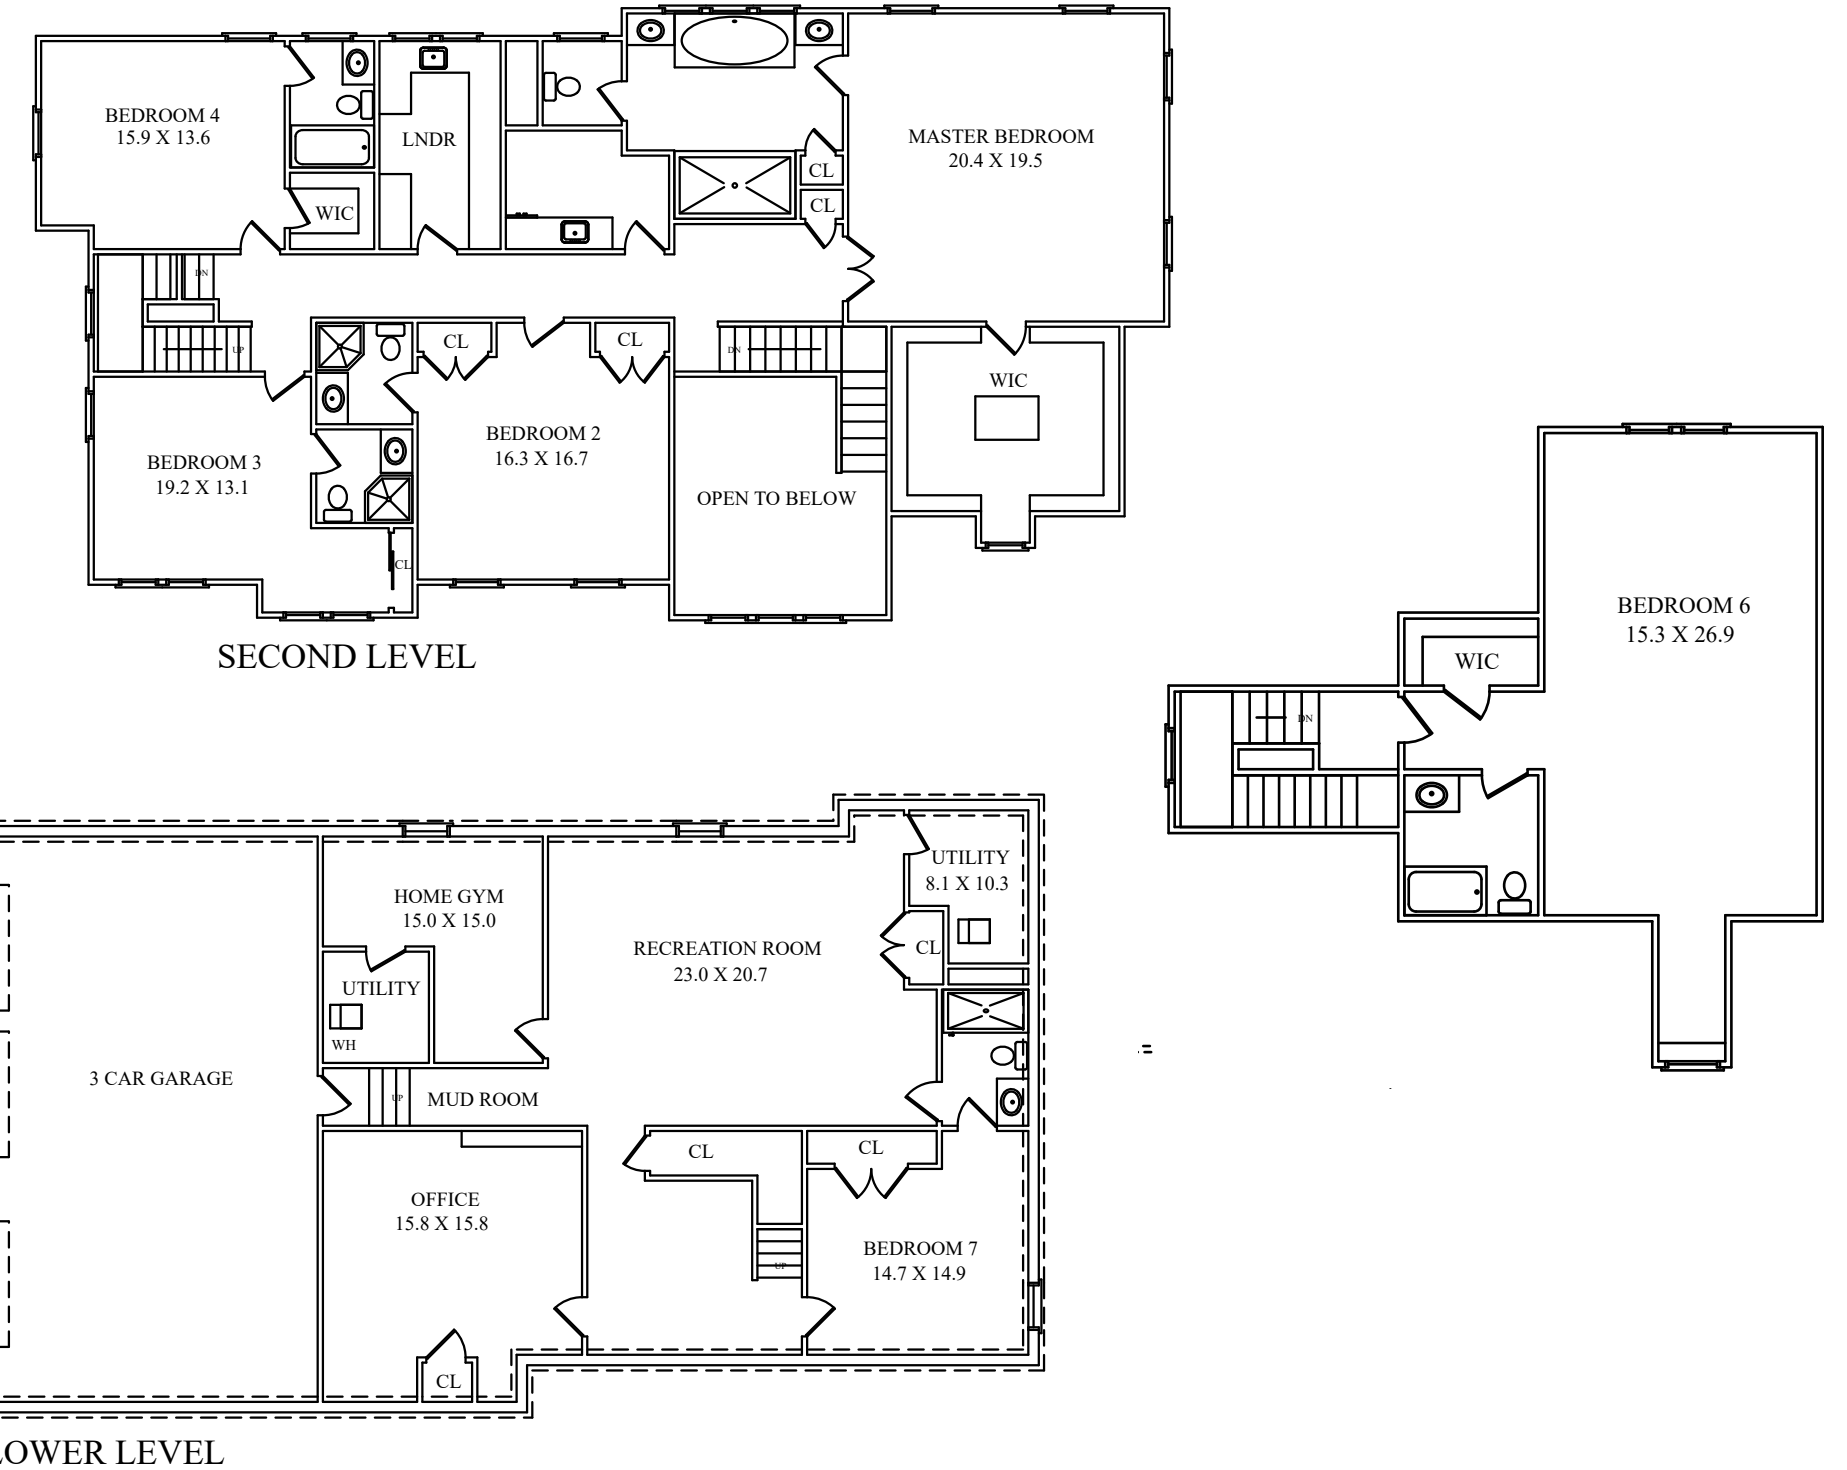 BEDROOM 4
15.9 X 13.6
LNDR
WIC
MASTER BEDROOM
20.4 X 19.5
CL
CL
DN
UP
CL
CL
DN
WIC
BEDROOM 2
16.3 X 16.7
BEDROOM 3
19.2 X 13.1
OPEN TO BELOW
CL
SECOND LEVEL
BEDROOM 6
15.3 X 26.9
WIC
DN
UTILITY
8.1 X 10.3
HOME GYM
15.0 X 15.0
RECREATION ROOM
23.0 X 20.7
CL
UTILITY
WH
3 CAR GARAGE
UP
MUD ROOM
CL
CL
OFFICE
15.8 X 15.8
BEDROOM 7
14.7 X 14.9
UP
CL
LOWER LEVEL